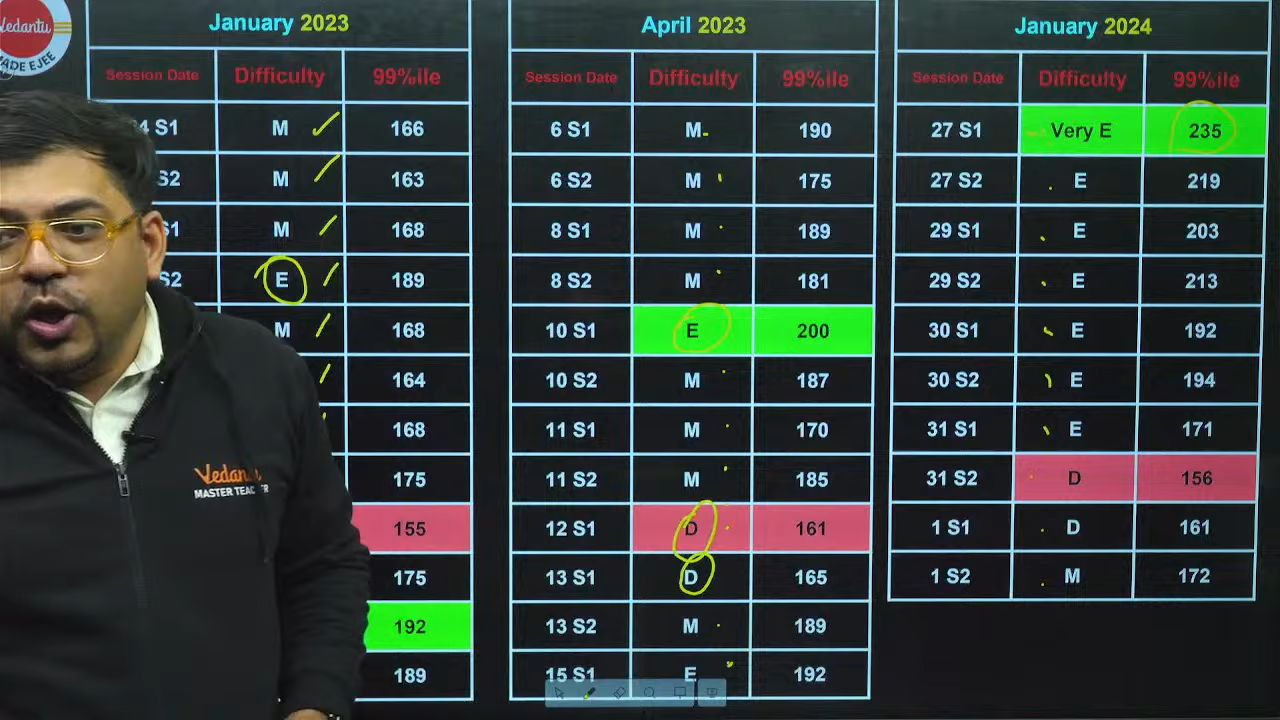 Vedantu
MADE EJEE
January 2023
Session Date Difficulty 99%ile
4 S1 M 166
S2 M 163
S1 M 168
S2 E 189
M 168
164
168
175
155
175
192
189
April 2023
Session Date Difficulty 99%ile
6 S1 M 190
6 S2 M 175
8 S1 M 189
8 S2 M 181
10 S1 E 200
10 S2 M 187
11 S1 M 170
11 S2 M 185
12 S1 D 161
13 S1 D 165
13 S2 M 189
15 S1 E 192
January 2024
Session Date Difficulty 99%ile
27 S1 Very E 235
27 S2 E 219
29 S1 E 203
29 S2 E 213
30 S1 E 192
30 S2 E 194
31 S1 E 171
31 S2 D 156
1 S1 D 161
1 S2 M 172
Vedantu
MASTER TEACHER